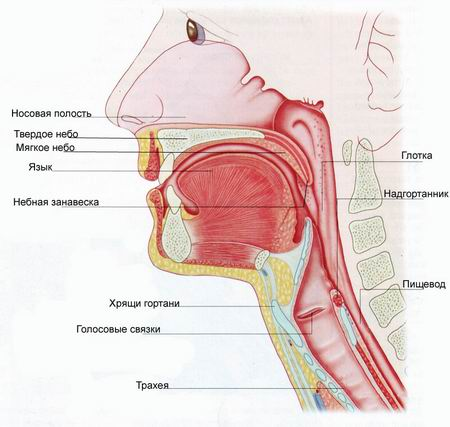 Носовая полость
Твердое небо
Мягкое небо
Язык
Небная занавеска
Глотка
Надгортанник
Пищевод
Хрящи гортани
Голосовые связки
Трахея